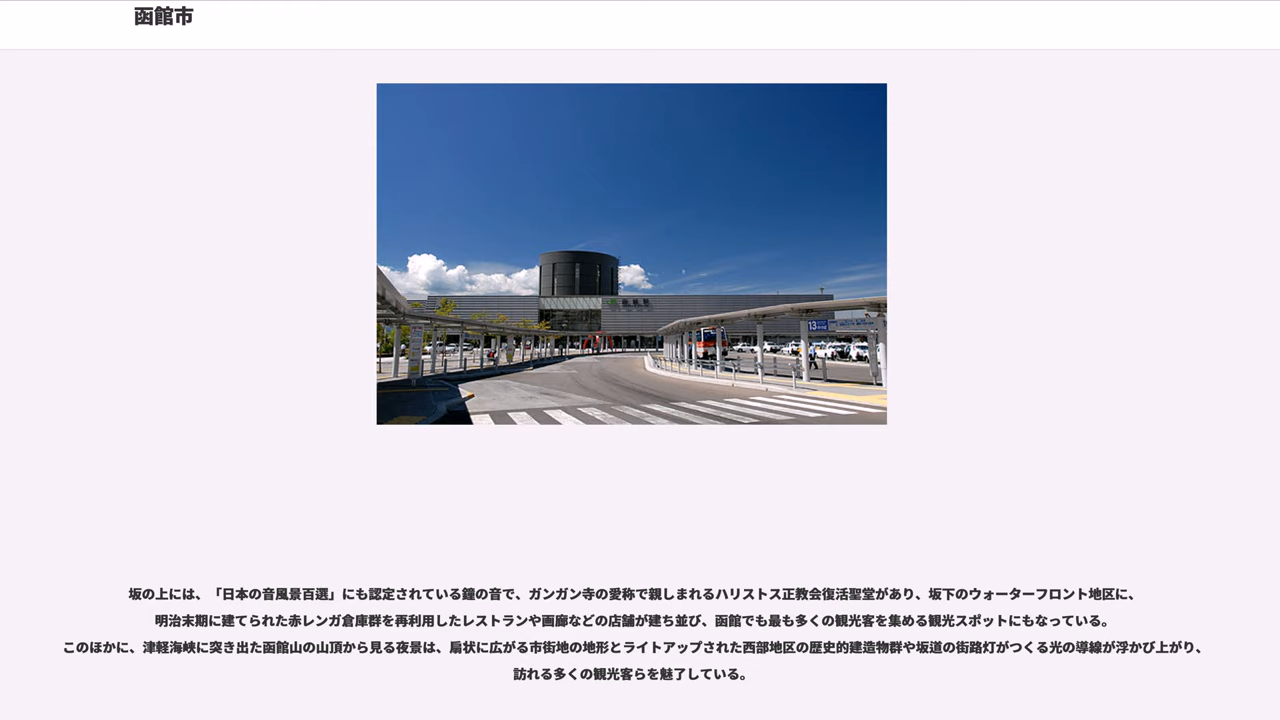 函館市
函館駅
13
坂の上には、「日本の音風景百選」にも認定されている鐘の音で、ガンガン寺の愛称で親しまれるハリストス正教会復活聖堂があり、坂下のウォーターフロント地区に、
明治末期に建てられた赤レンガ倉庫群を再利用したレストランや画廊などの店舗が建ち並び、函館でも最も多くの観光客を集める観光スポットにもなっている。
このほかに、津軽海峡に突き出た函館山の山頂から見る夜景は、扇状に広がる市街地の地形とライトアップされた西部地区の歴史的建造物群や坂道の街路灯がつくる光の導線が浮かび上がり、
訪れる多くの観光客らを魅了している。